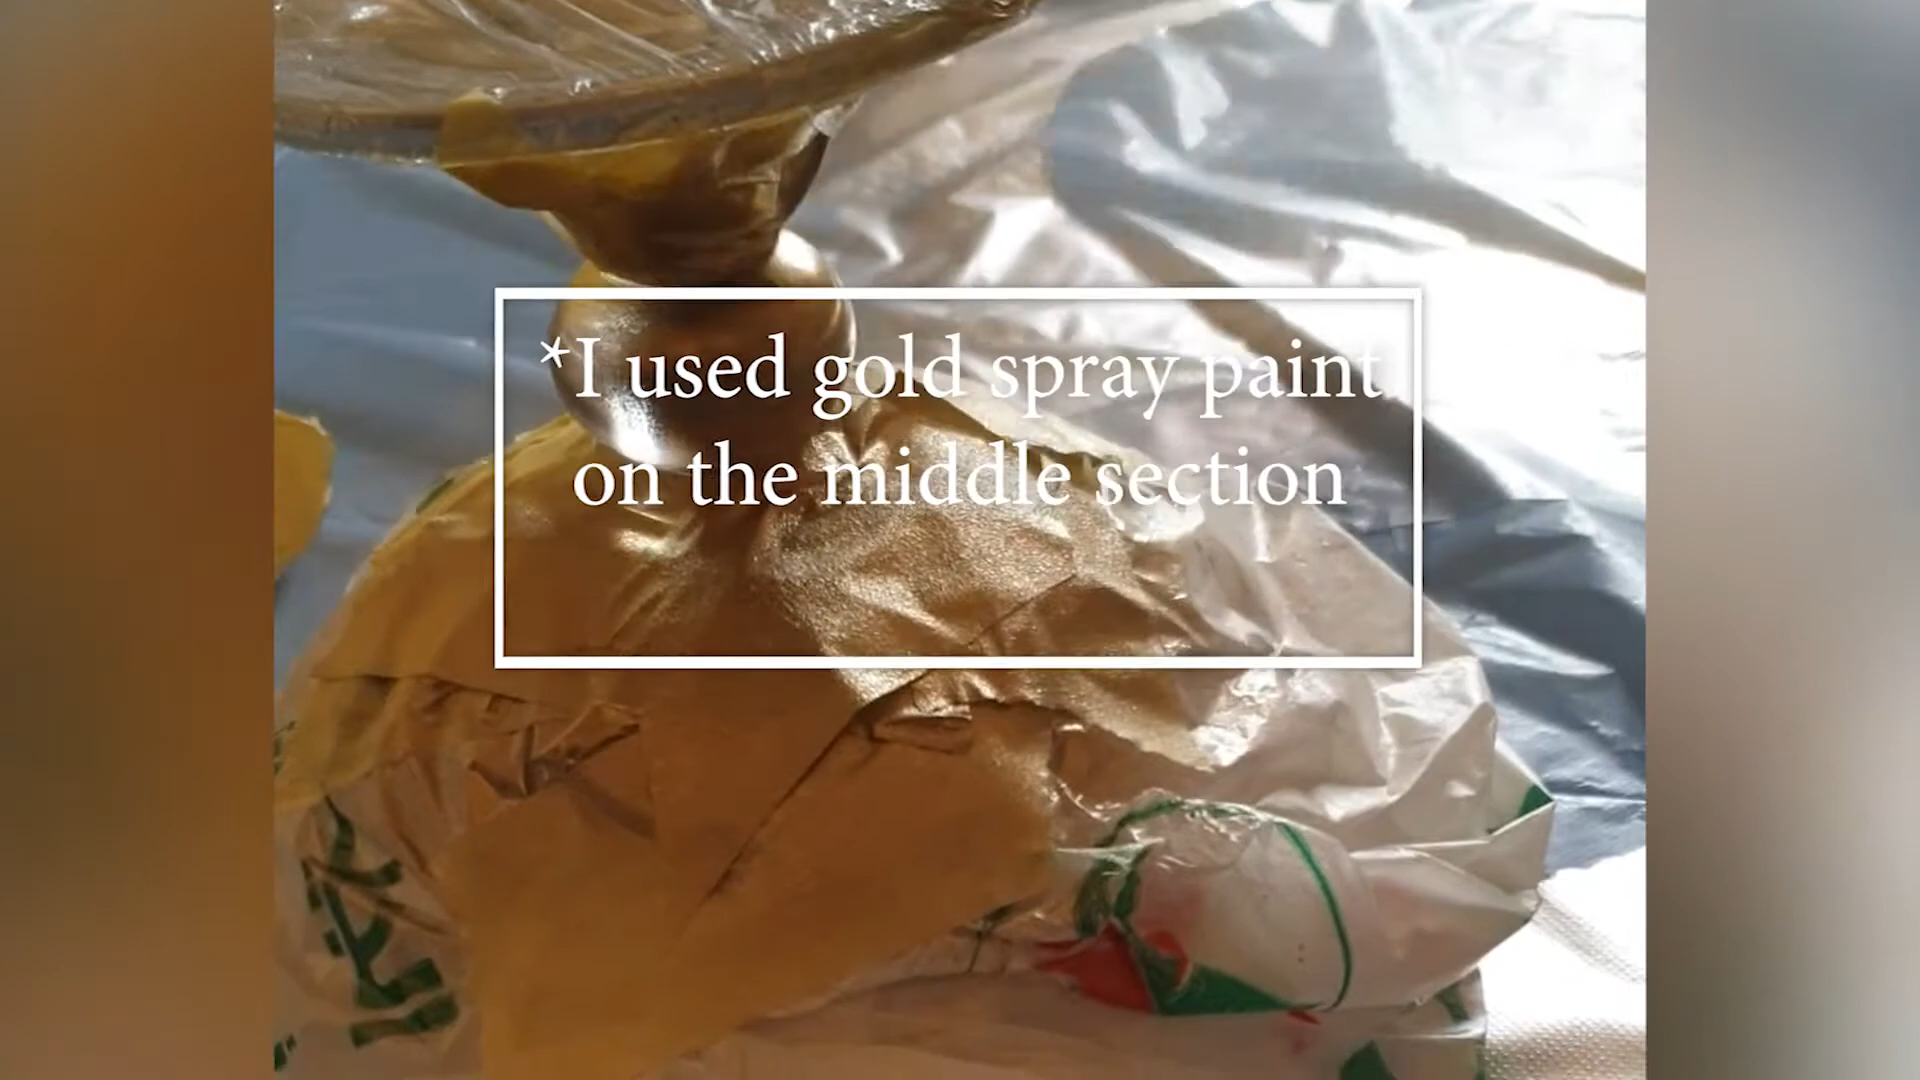 *I used gold spray paint
on the middle section